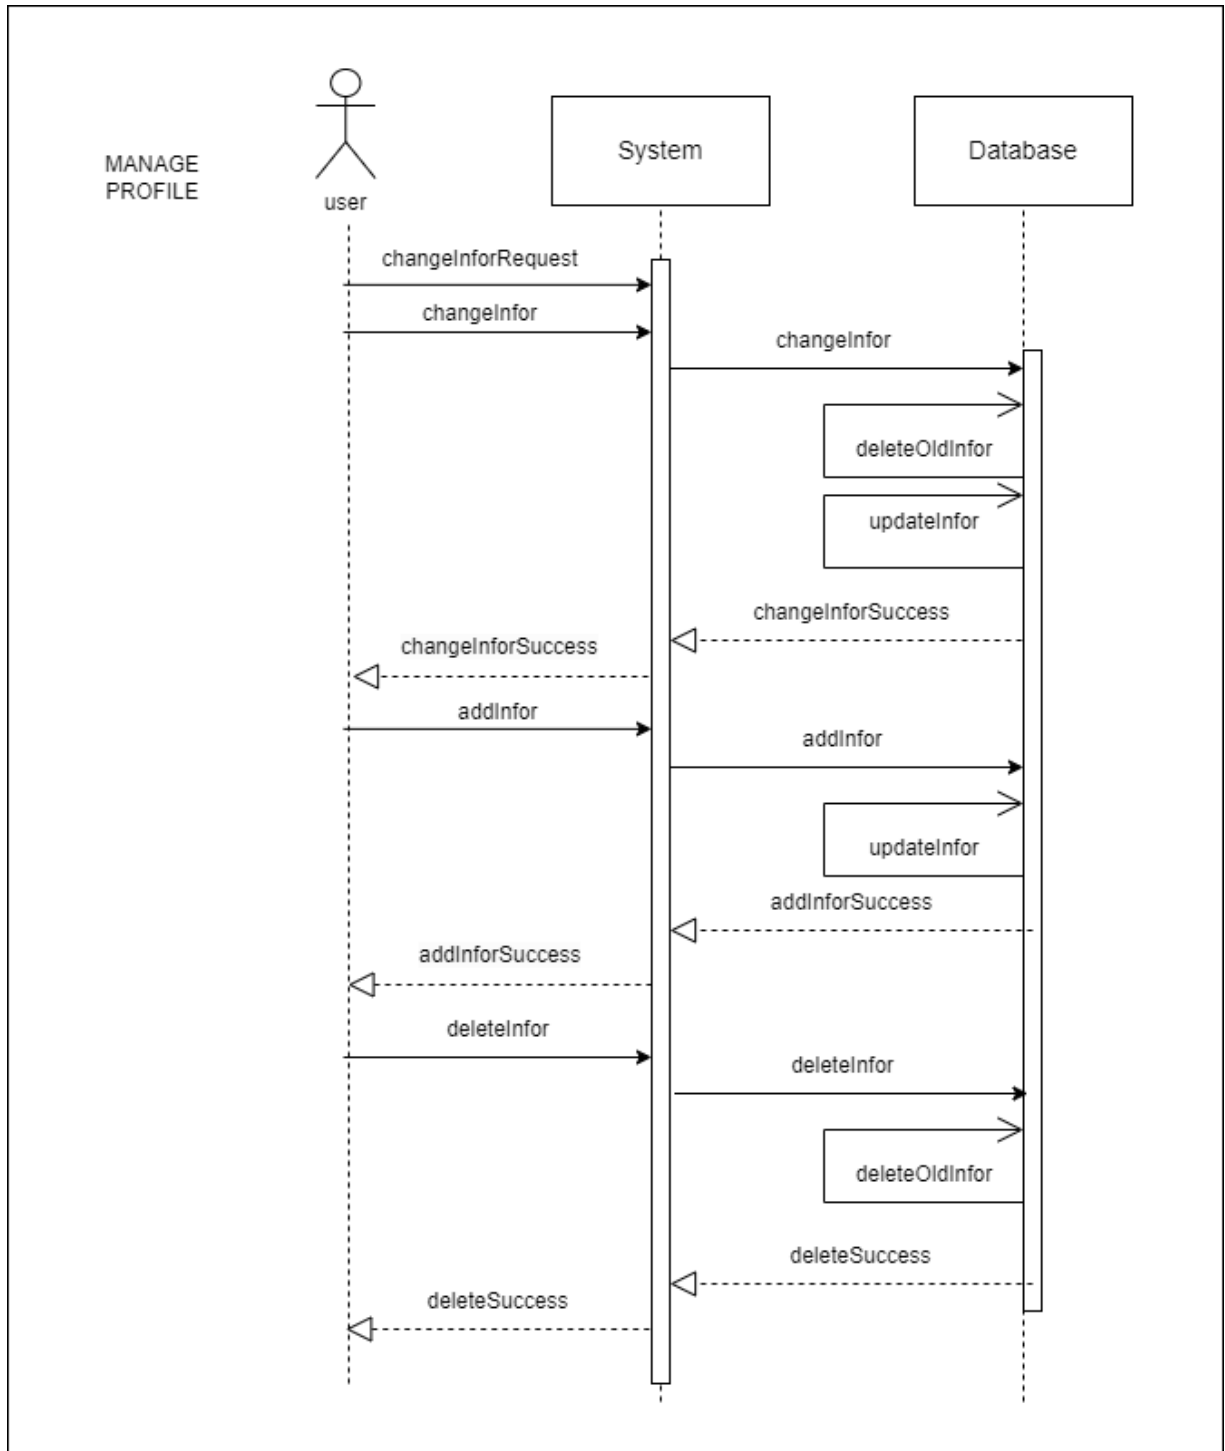 MANAGE
PROFILE
user
System
Database
changeInforRequest
changeInfor
changeInfor
deleteOldInfor
updateInfor
changeInforSuccess
changeInforSuccess
addInfor
addInfor
updateInfor
addInforSuccess
addInforSuccess
deleteInfor
deleteInfor
deleteOldInfor
deleteSuccess
deleteSuccess